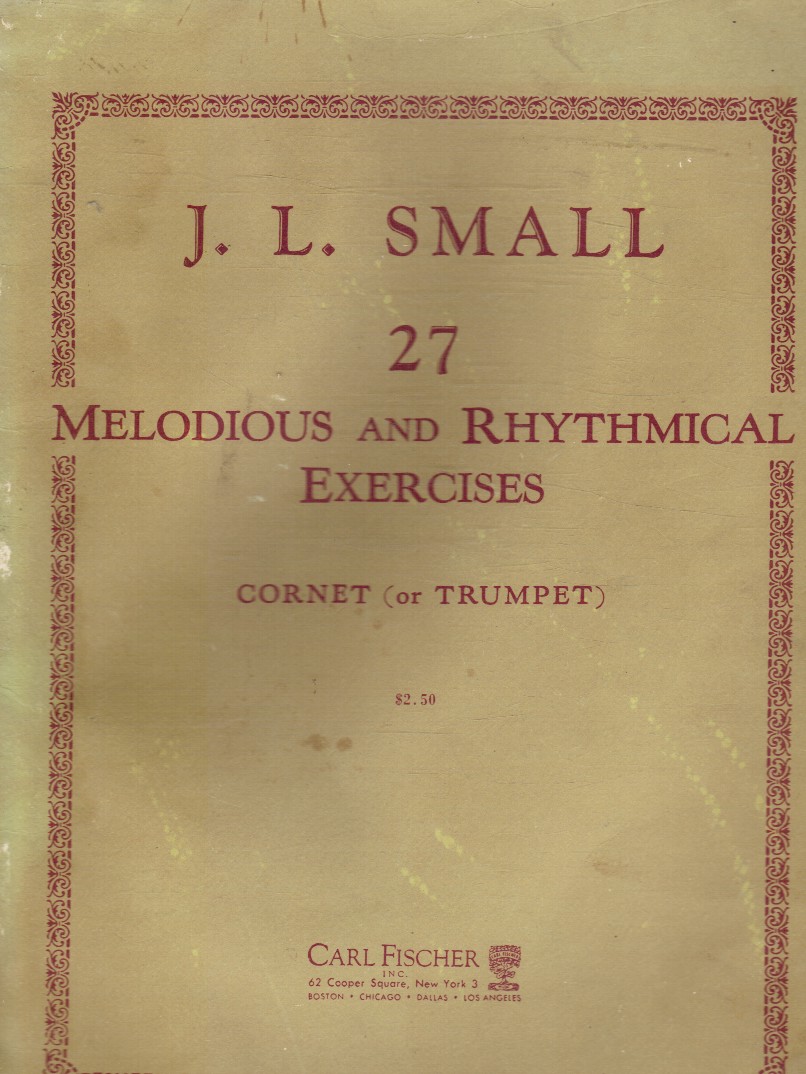 J. L. SMALL
27
MELODIOUS AND RHYTHMICAL
EXERCISES
CORNET (or TRUMPET)
$2.50
CARL FISCHER
INC.
62 Cooper Square, New York 3
BOSTON • CHICAGO • DALLAS • LOS ANGELES